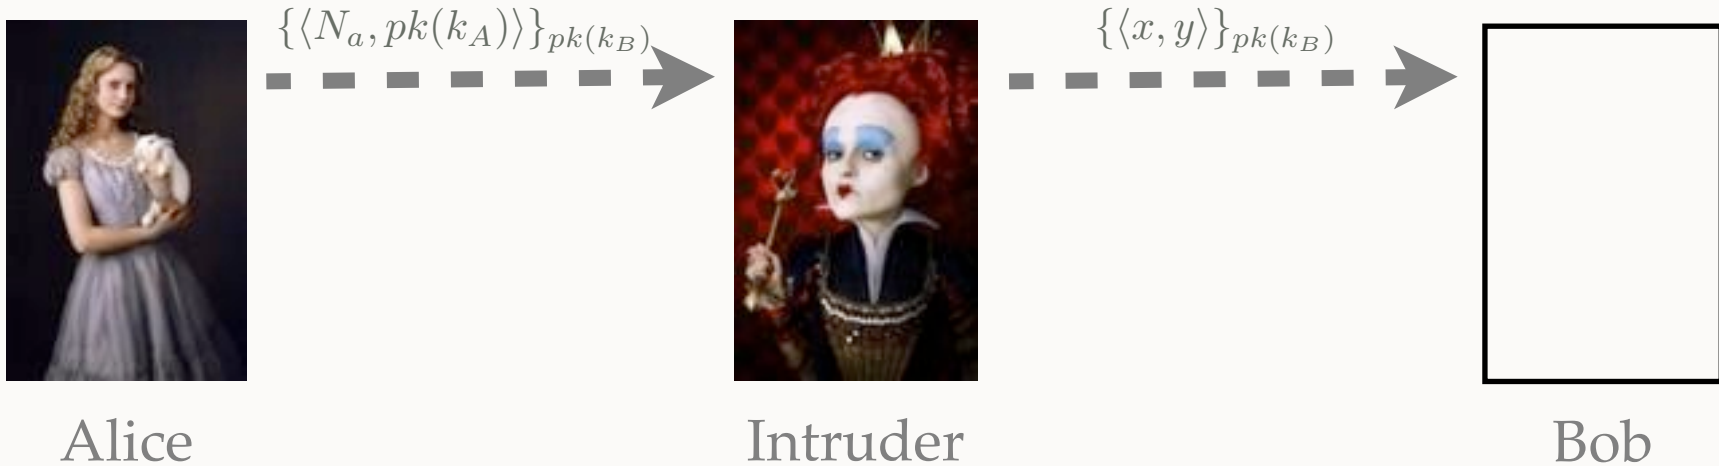 {⟨N_a, pk(k_A)⟩}_{pk(k_B)}
{⟨x, y⟩}_{pk(k_B)}
Alice
Intruder
Bob